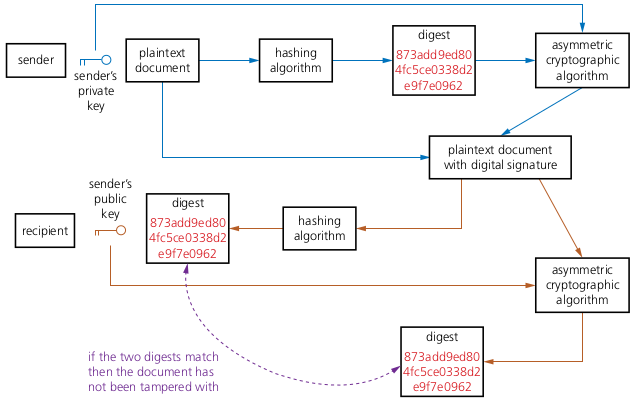 sender
sender's
private
key
plaintext
document
hashing
algorithm
digest
873add9ed80
4fc5ce0338d2
e9f7e0962
asymmetric
cryptographic
algorithm
plaintext document
with digital signature
recipient
sender's
public
key
digest
873add9ed80
4fc5ce0338d2
e9f7e0962
hashing
algorithm
asymmetric
cryptographic
algorithm
digest
873add9ed80
4fc5ce0338d2
e9f7e0962
if the two digests match
then the document has
not been tampered with